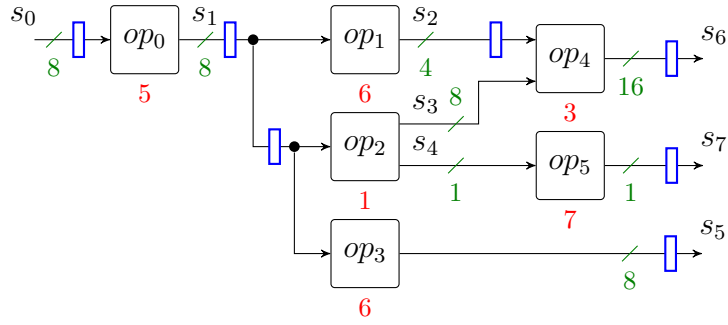 s₀ s₁ s₂ s₆
op₀ op₁ op₄
8 8 4 16
5 6 s₃ 8 3
op₂ s₄ op₅ s₇
1 1
1 7 s₅
op₃
8
6